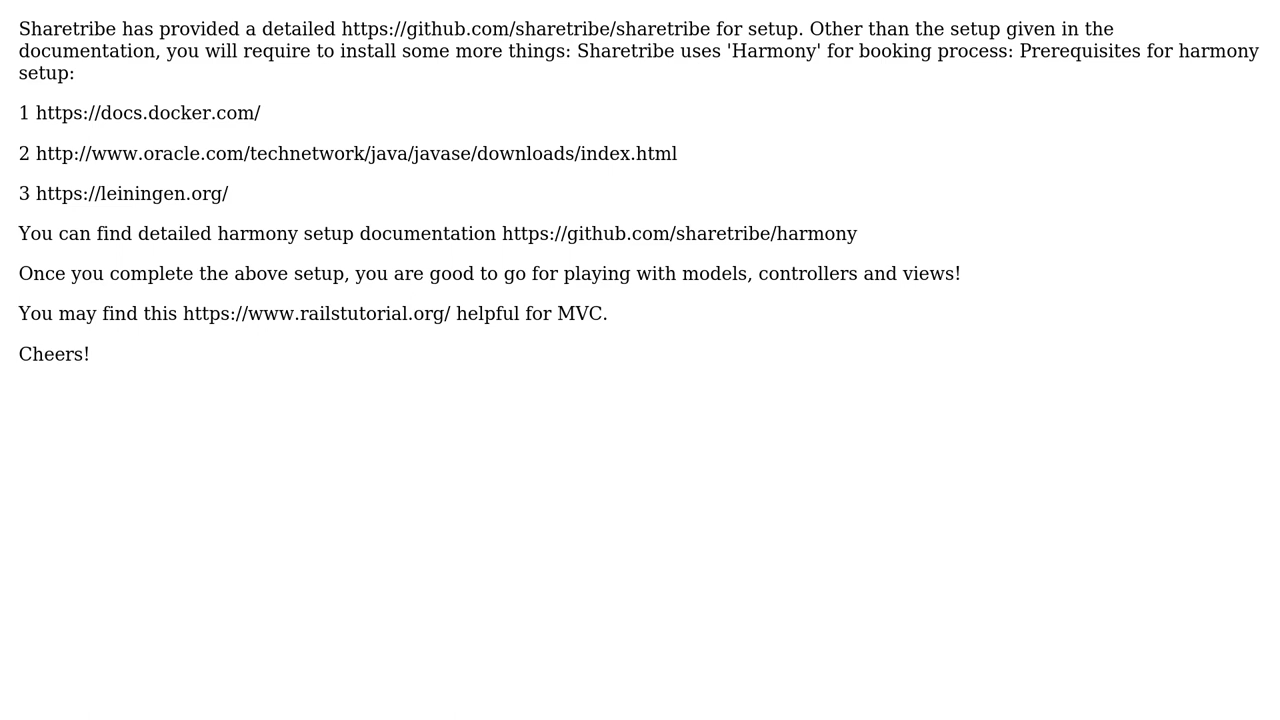 Sharetribe has provided a detailed https://github.com/sharetribe/sharetribe for setup. Other than the setup given in the
documentation, you will require to install some more things: Sharetribe uses 'Harmony' for booking process: Prerequisites for harmony
setup:
1 https://docs.docker.com/
2 http://www.oracle.com/technetwork/java/javase/downloads/index.html
3 https://leiningen.org/
You can find detailed harmony setup documentation https://github.com/sharetribe/harmony
Once you complete the above setup, you are good to go for playing with models, controllers and views!
You may find this https://www.railstutorial.org/ helpful for MVC.
Cheers!